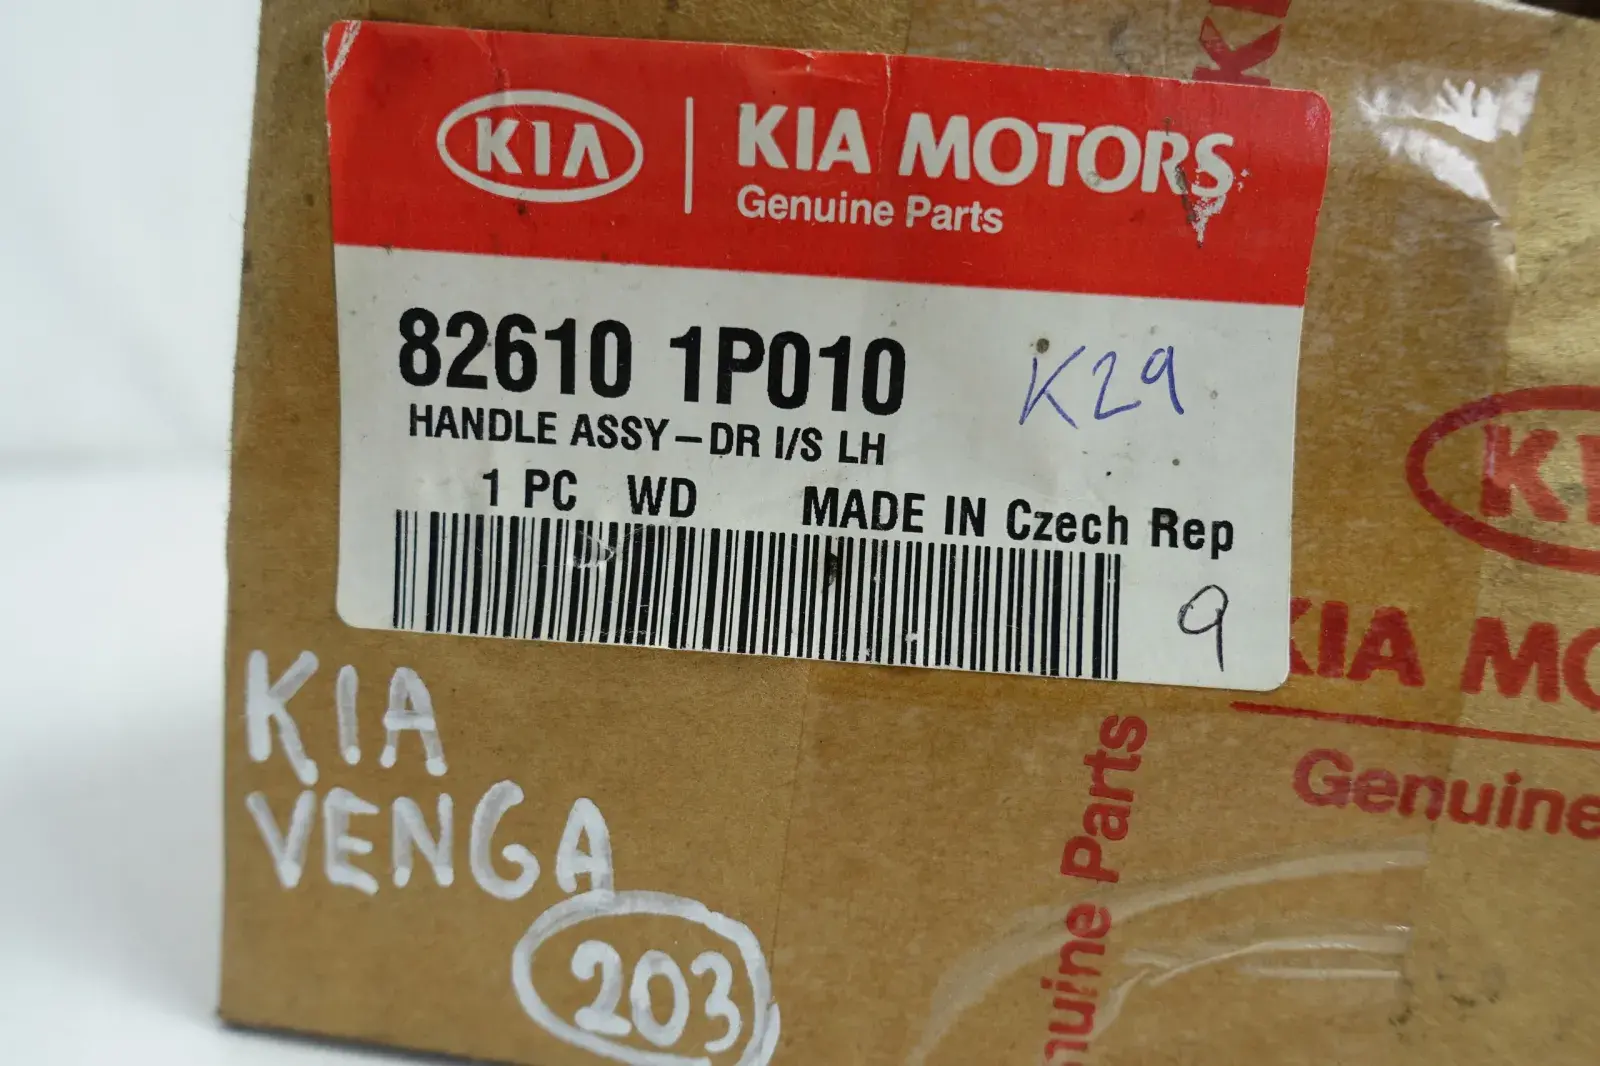 KIA
KIA MOTORS
Genuine Parts
82610 1P010
K29
HANDLE ASSY-DR I/S LH
1 PC WD MADE IN Czech Rep
9
KIA
VENGA
203
KIA MO
Genuine
Genuine Parts